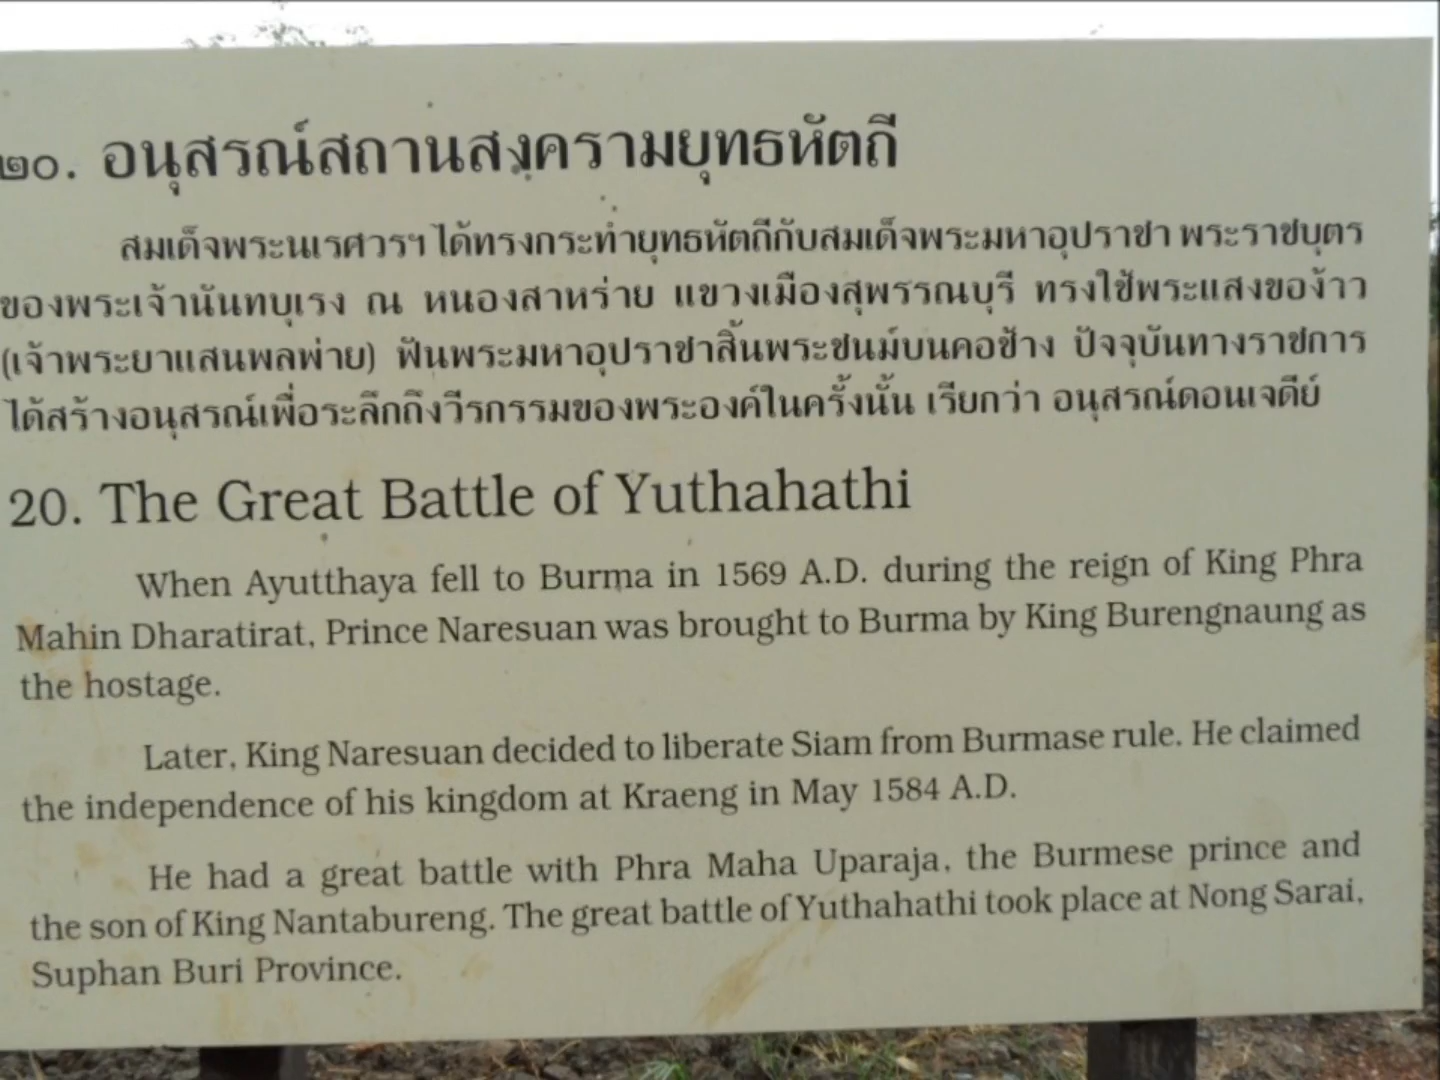 ๒๐. อนุสรณ์สถานสงครามยุทธหัตถี
สมเด็จพระนเรศวรฯ ได้ทรงกระทำยุทธหัตถีกับสมเด็จพระมหาอุปราชา พระราชบุตร
ของพระเจ้านันทบุเรง ณ หนองสาหร่าย แขวงเมืองสุพรรณบุรี ทรงใช้พระแสงของ้าว
(เจ้าพระยาแสนพลพ่าย) ฟันพระมหาอุปราชาสิ้นพระชนม์บนคอช้าง ปัจจุบันทางราชการ
ได้สร้างอนุสรณ์เพื่อระลึกถึงวีรกรรมของพระองค์ในครั้งนั้น เรียกว่า อนุสรณ์ดอนเจดีย์
20. The Great Battle of Yuthahathi
When Ayutthaya fell to Burma in 1569 A.D. during the reign of King Phra
Mahin Dharatirat, Prince Naresuan was brought to Burma by King Burengnaung as
the hostage.
Later, King Naresuan decided to liberate Siam from Burmase rule. He claimed
the independence of his kingdom at Kraeng in May 1584 A.D.
He had a great battle with Phra Maha Uparaja, the Burmese prince and
the son of King Nantabureng. The great battle of Yuthahathi took place at Nong Sarai,
Suphan Buri Province.